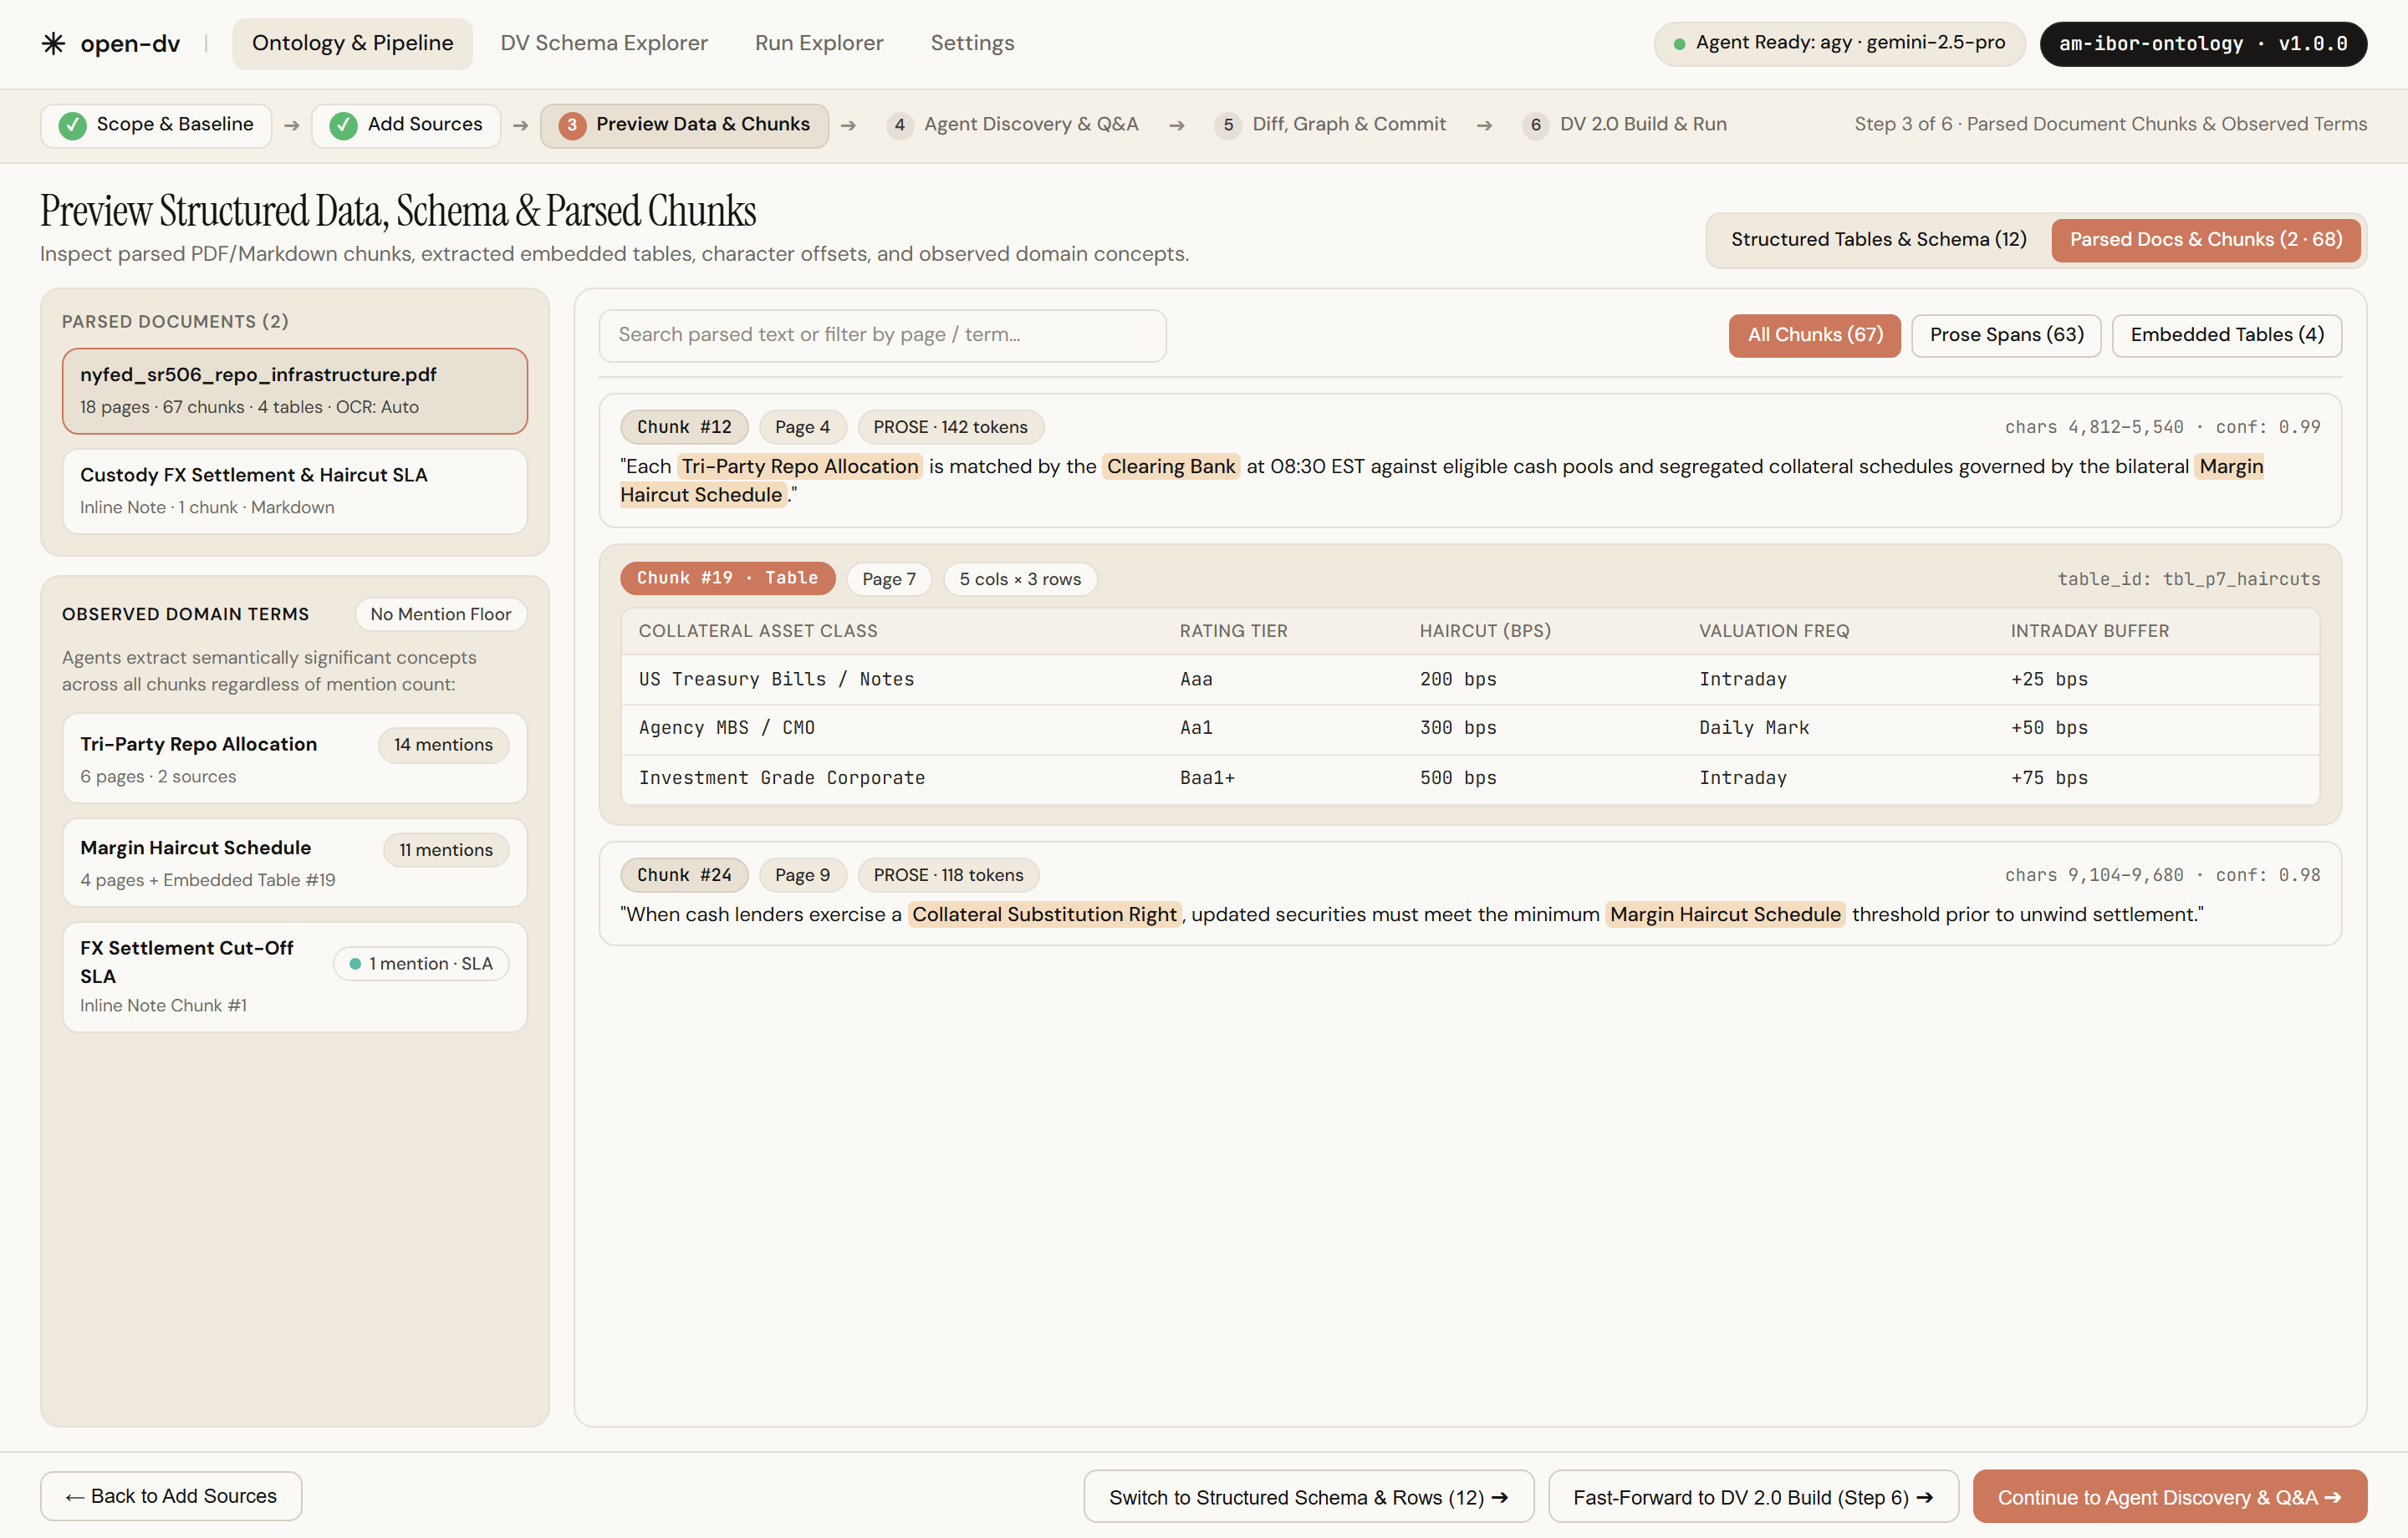 open-dv
Ontology & Pipeline
DV Schema Explorer
Run Explorer
Settings
Agent Ready: agy · gemini-2.5-pro
am-ibor-ontology · v1.0.0
✓ Scope & Baseline → ✓ Add Sources → 3 Preview Data & Chunks → 4 Agent Discovery & Q&A → 5 Diff, Graph & Commit → 6 DV 2.0 Build & Run
Step 3 of 6 · Parsed Document Chunks & Observed Terms
Preview Structured Data, Schema & Parsed Chunks
Inspect parsed PDF/Markdown chunks, extracted embedded tables, character offsets, and observed domain concepts.
Structured Tables & Schema (12)
Parsed Docs & Chunks (2 · 68)
PARSED DOCUMENTS (2)
nyfed_sr506_repo_infrastructure.pdf
18 pages · 67 chunks · 4 tables · OCR: Auto
Custody FX Settlement & Haircut SLA
Inline Note · 1 chunk · Markdown
OBSERVED DOMAIN TERMS
No Mention Floor
Agents extract semantically significant concepts
across all chunks regardless of mention count:
Tri-Party Repo Allocation
14 mentions
6 pages · 2 sources
Margin Haircut Schedule
11 mentions
4 pages + Embedded Table #19
FX Settlement Cut-Off
SLA
1 mention · SLA
Inline Note Chunk #1
Search parsed text or filter by page / term...
All Chunks (67)
Prose Spans (63)
Embedded Tables (4)
Chunk #12
Page 4
PROSE · 142 tokens
chars 4,812–5,540 · conf: 0.99
"Each Tri-Party Repo Allocation is matched by the Clearing Bank at 08:30 EST against eligible cash pools and segregated collateral schedules governed by the bilateral Margin
Haircut Schedule."
Chunk #19 · Table
Page 7
5 cols × 3 rows
table_id: tbl_p7_haircuts
COLLATERAL ASSET CLASS RATING TIER HAIRCUT (BPS) VALUATION FREQ INTRADAY BUFFER
US Treasury Bills / Notes Aaa 200 bps Intraday +25 bps
Agency MBS / CMO Aa1 300 bps Daily Mark +50 bps
Investment Grade Corporate Baa1+ 500 bps Intraday +75 bps
Chunk #24
Page 9
PROSE · 118 tokens
chars 9,104–9,680 · conf: 0.98
"When cash lenders exercise a Collateral Substitution Right, updated securities must meet the minimum Margin Haircut Schedule threshold prior to unwind settlement."
← Back to Add Sources
Switch to Structured Schema & Rows (12) →
Fast-Forward to DV 2.0 Build (Step 6) →
Continue to Agent Discovery & Q&A →